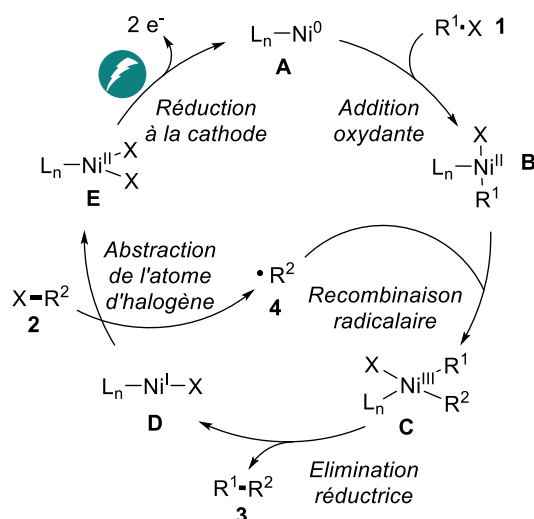 2 e⁻
Lₙ—Ni⁰
A
R¹-X 1
Réduction
à la cathode
Addition
oxydante
X
Lₙ—Niᴵᴵ
R¹
B
Lₙ—Niᴵᴵ
X
X
E
Abstraction
de l'atome
d'halogène
X—R²
2
• R²
4
Recombinaison
radicalaire
X
Niᴵᴵᴵ
R¹
Lₙ
R²
C
Lₙ—Niᴵ—X
D
Elimination
réductrice
R¹-R²
3